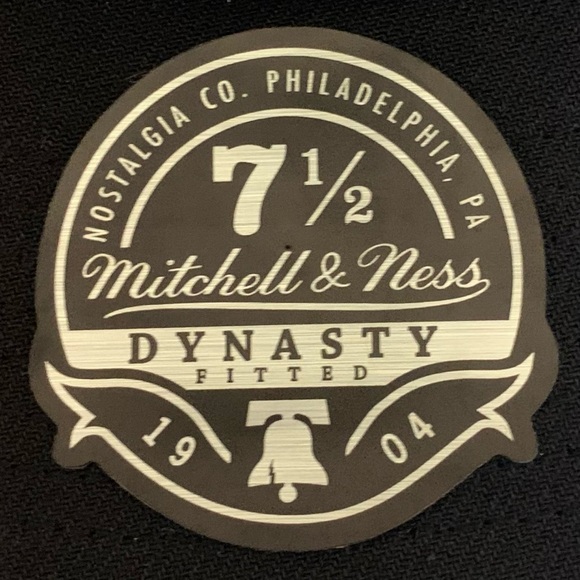 NOSTALGIA CO. PHILADELPHIA, PA
7 1/2
Mitchell & Ness
DYNASTY
FITTED
19 04